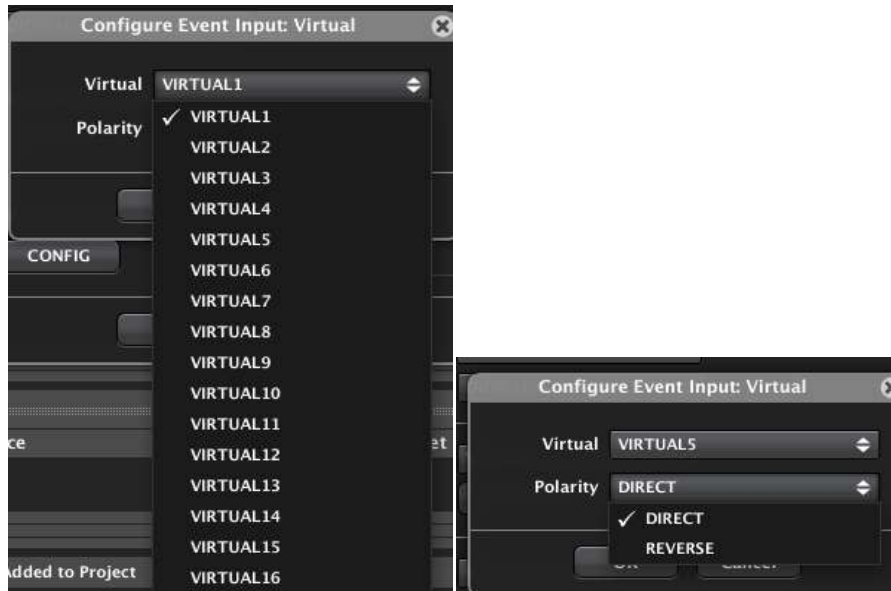 Configure Event Input: Virtual
Virtual VIRTUAL1
Polarity
✓ VIRTUAL1
VIRTUAL2
VIRTUAL3
VIRTUAL4
VIRTUAL5
VIRTUAL6
VIRTUAL7
VIRTUAL8
VIRTUAL9
VIRTUAL10
VIRTUAL11
VIRTUAL12
VIRTUAL13
VIRTUAL14
VIRTUAL15
VIRTUAL16
CONFIG
ce
et
Added to Project
Configure Event Input: Virtual
Virtual VIRTUAL5
Polarity DIRECT
✓ DIRECT
REVERSE